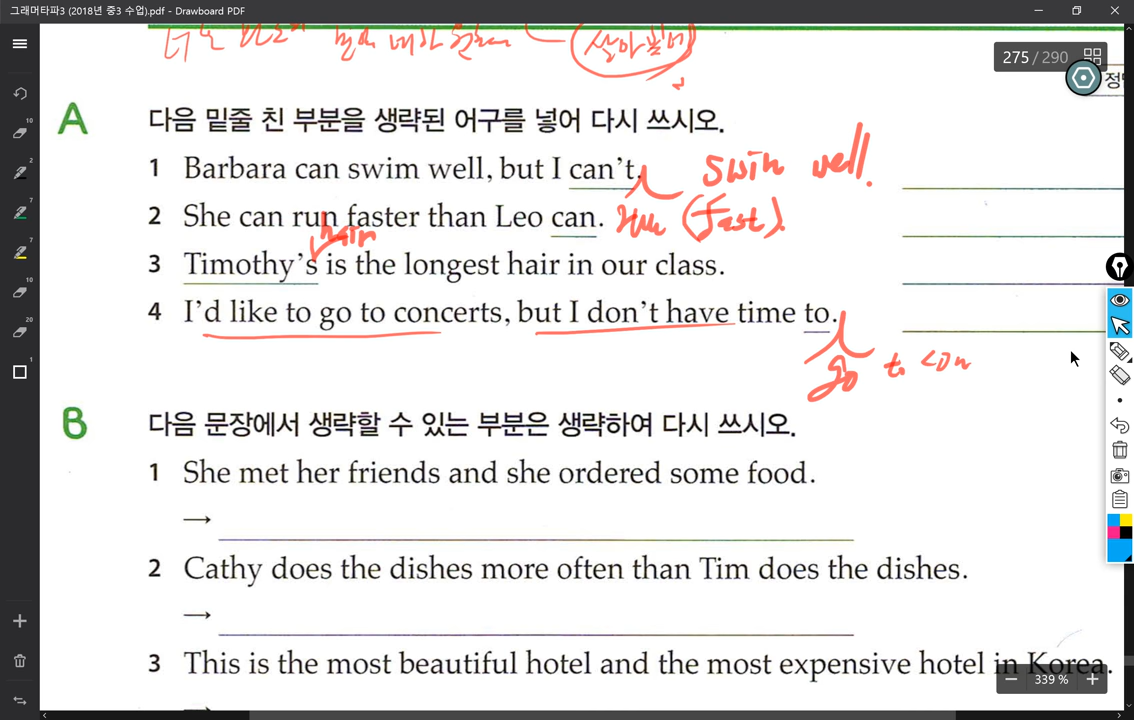 그래머타파3 (2018년 중3 수업).pdf - Drawboard PDF
275 / 290
정
A 다음 밑줄 친 부분을 생략된 어구를 넣어 다시 쓰시오.
1 Barbara can swim well, but I can't.
swim well.
2 She can run faster than Leo can.
run (fast).
hair
3 Timothy's is the longest hair in our class.
4 I'd like to go to concerts, but I don't have time to.
go to con
B 다음 문장에서 생략할 수 있는 부분은 생략하여 다시 쓰시오.
1 She met her friends and she ordered some food.
→
2 Cathy does the dishes more often than Tim does the dishes.
→
3 This is the most beautiful hotel and the most expensive hotel in Korea.
→
339 %
10
2
7
7
10
20
1